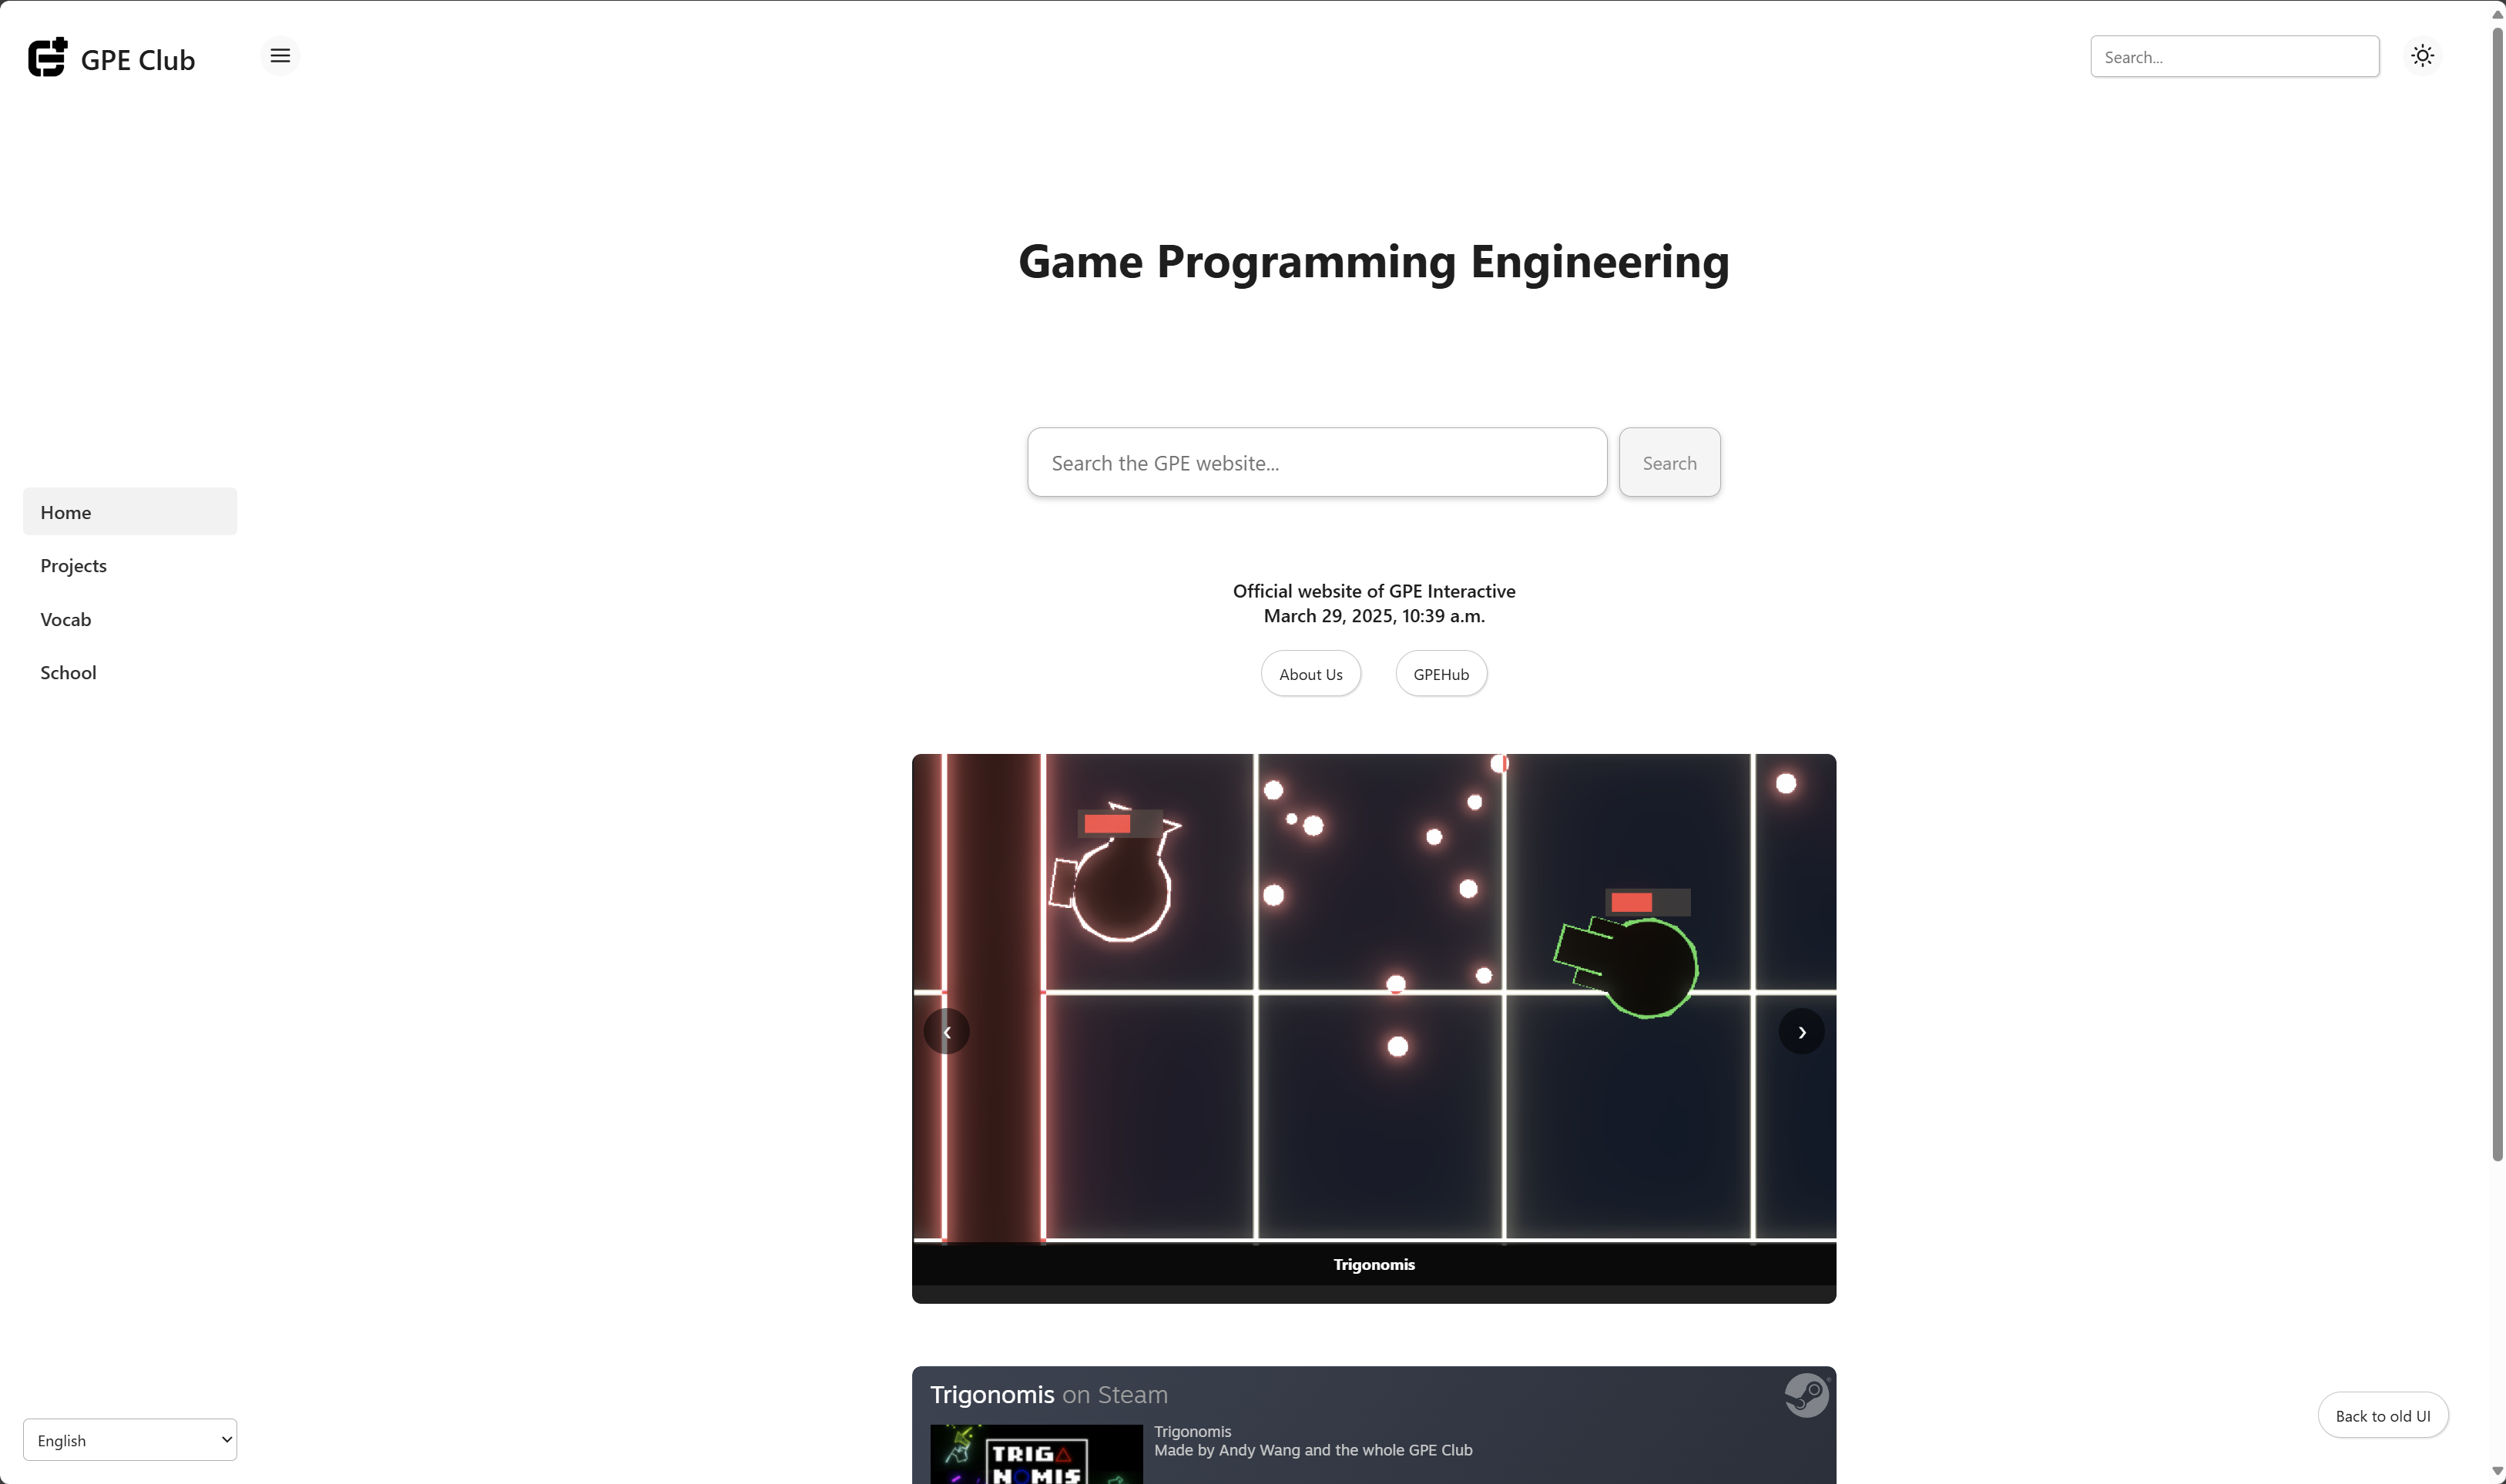 GPE Club
Search...
Game Programming Engineering
Search the GPE website...
Search
Home
Projects
Vocab
School
Official website of GPE Interactive
March 29, 2025, 10:39 a.m.
About Us
GPEHub
Trigonomis
Trigonomis on Steam
TRIG
NOMIS
Trigonomis
Made by Andy Wang and the whole GPE Club
English
Back to old UI